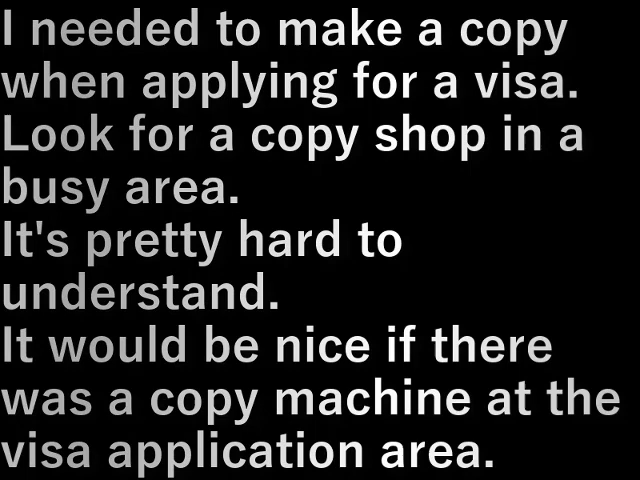 I needed to make a copy
when applying for a visa.
Look for a copy shop in a
busy area.
It's pretty hard to
understand.
It would be nice if there
was a copy machine at the
visa application area.